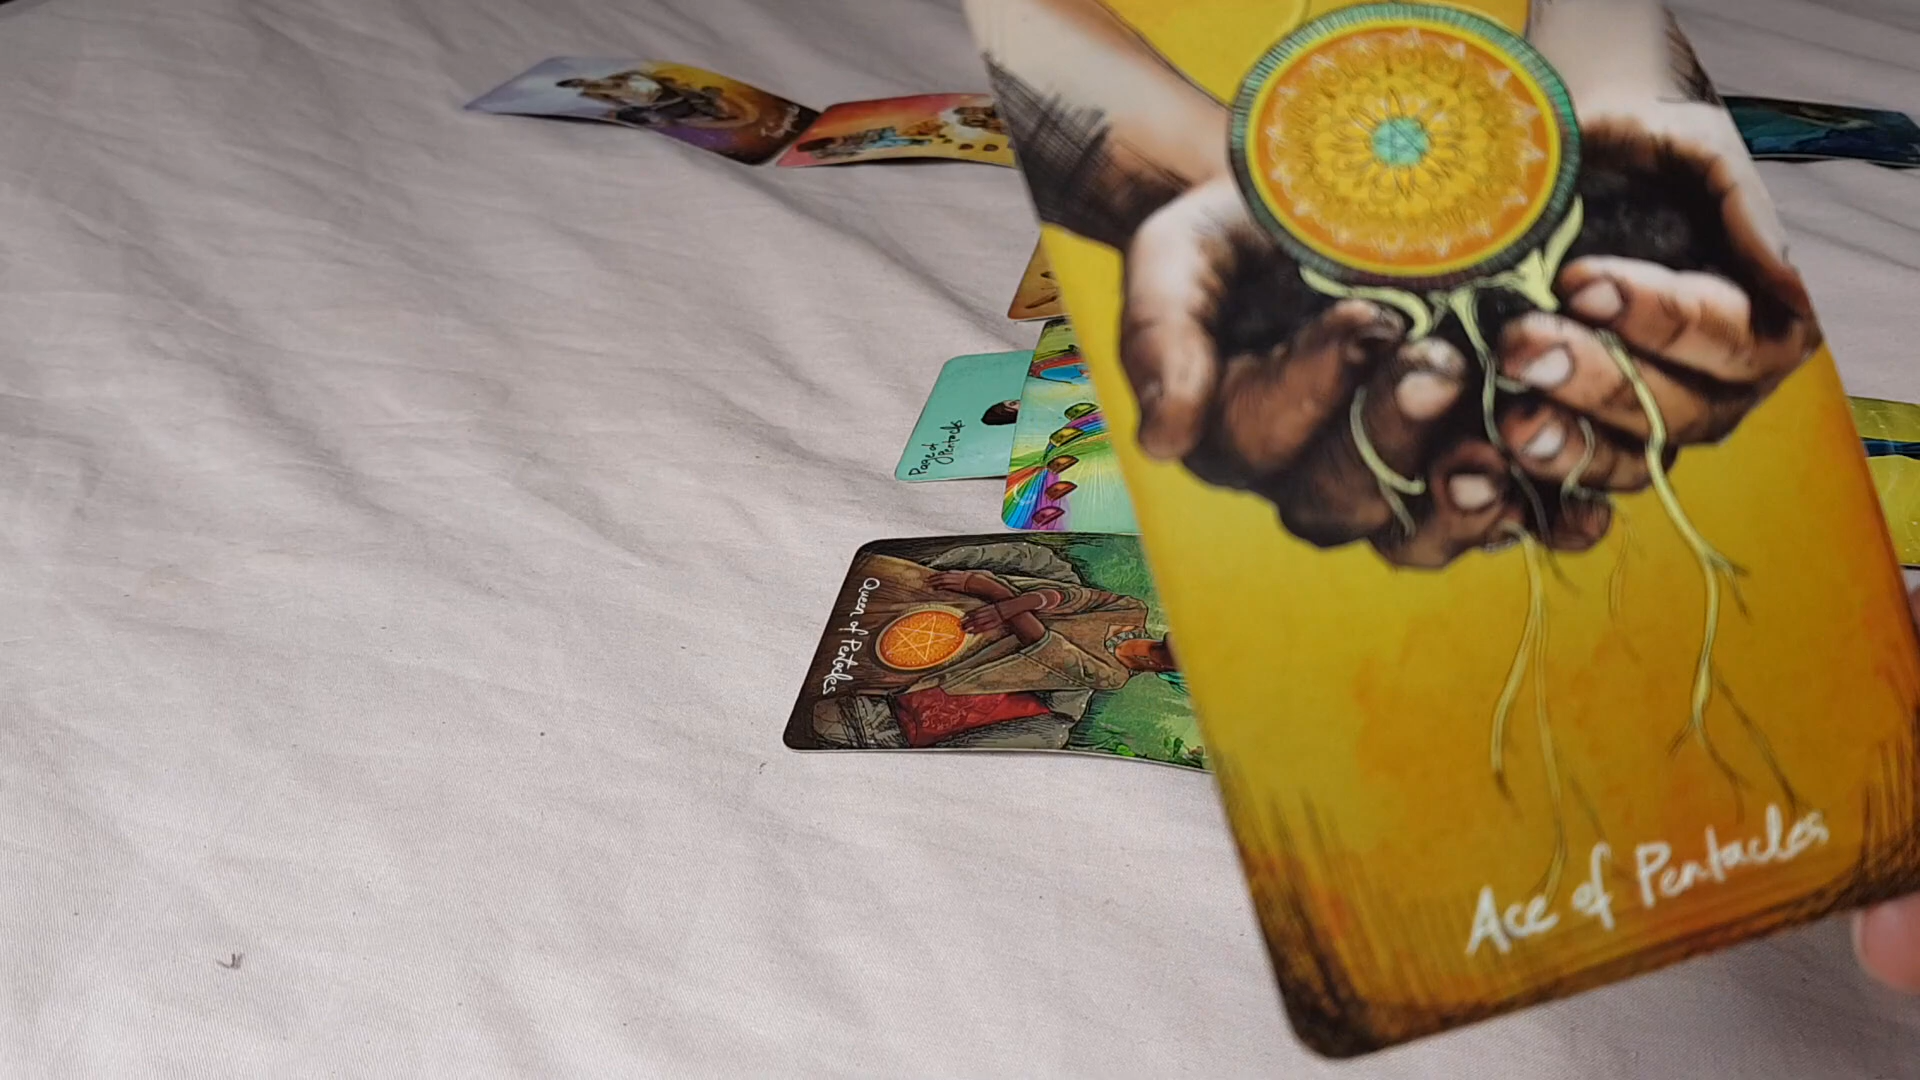 Page of
Pentacles
Queen of Pentacles
Ace of Pentacles